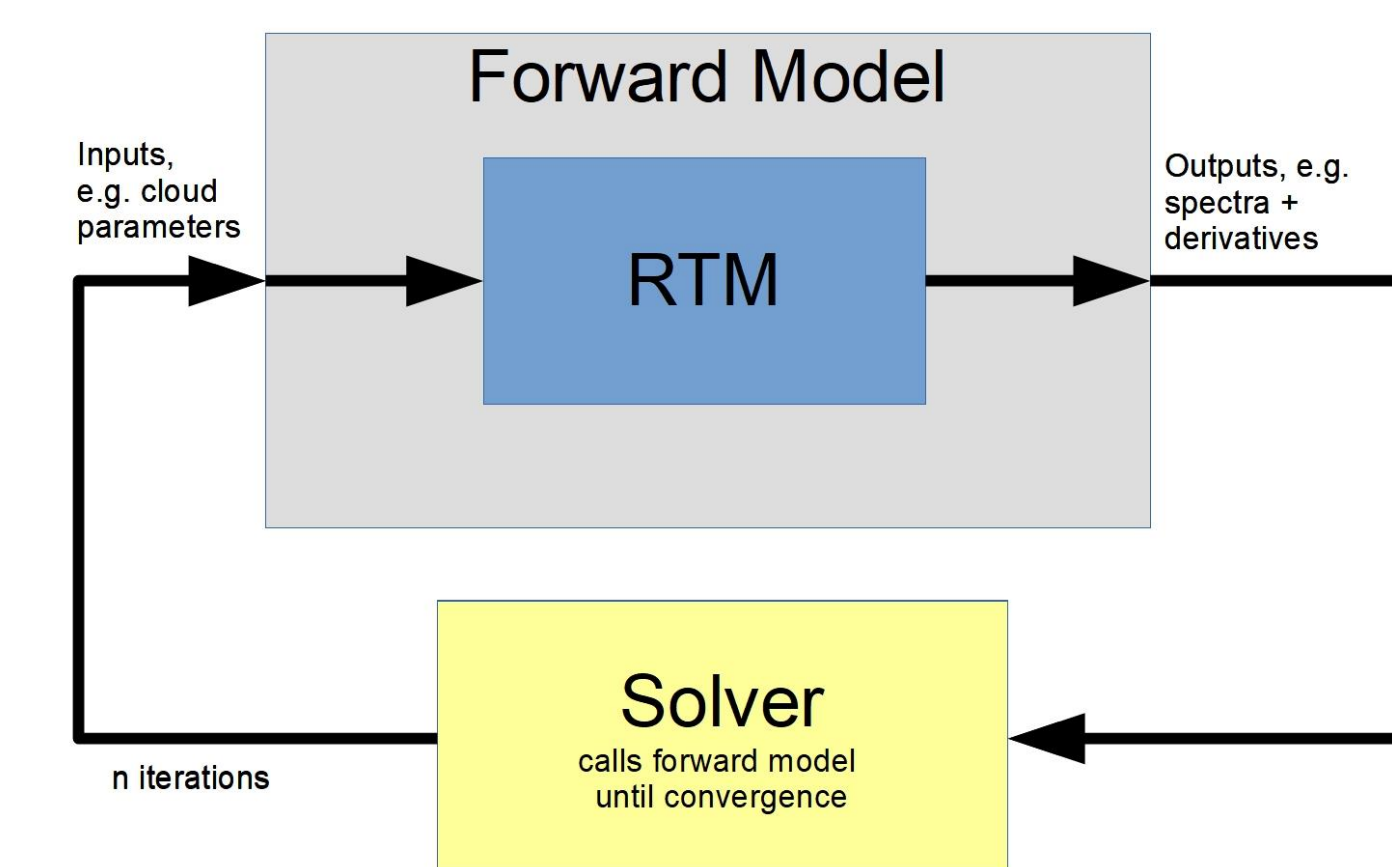 Forward Model
Inputs,
e.g. cloud
parameters
RTM
Outputs, e.g.
spectra +
derivatives
Solver
calls forward model
until convergence
n iterations